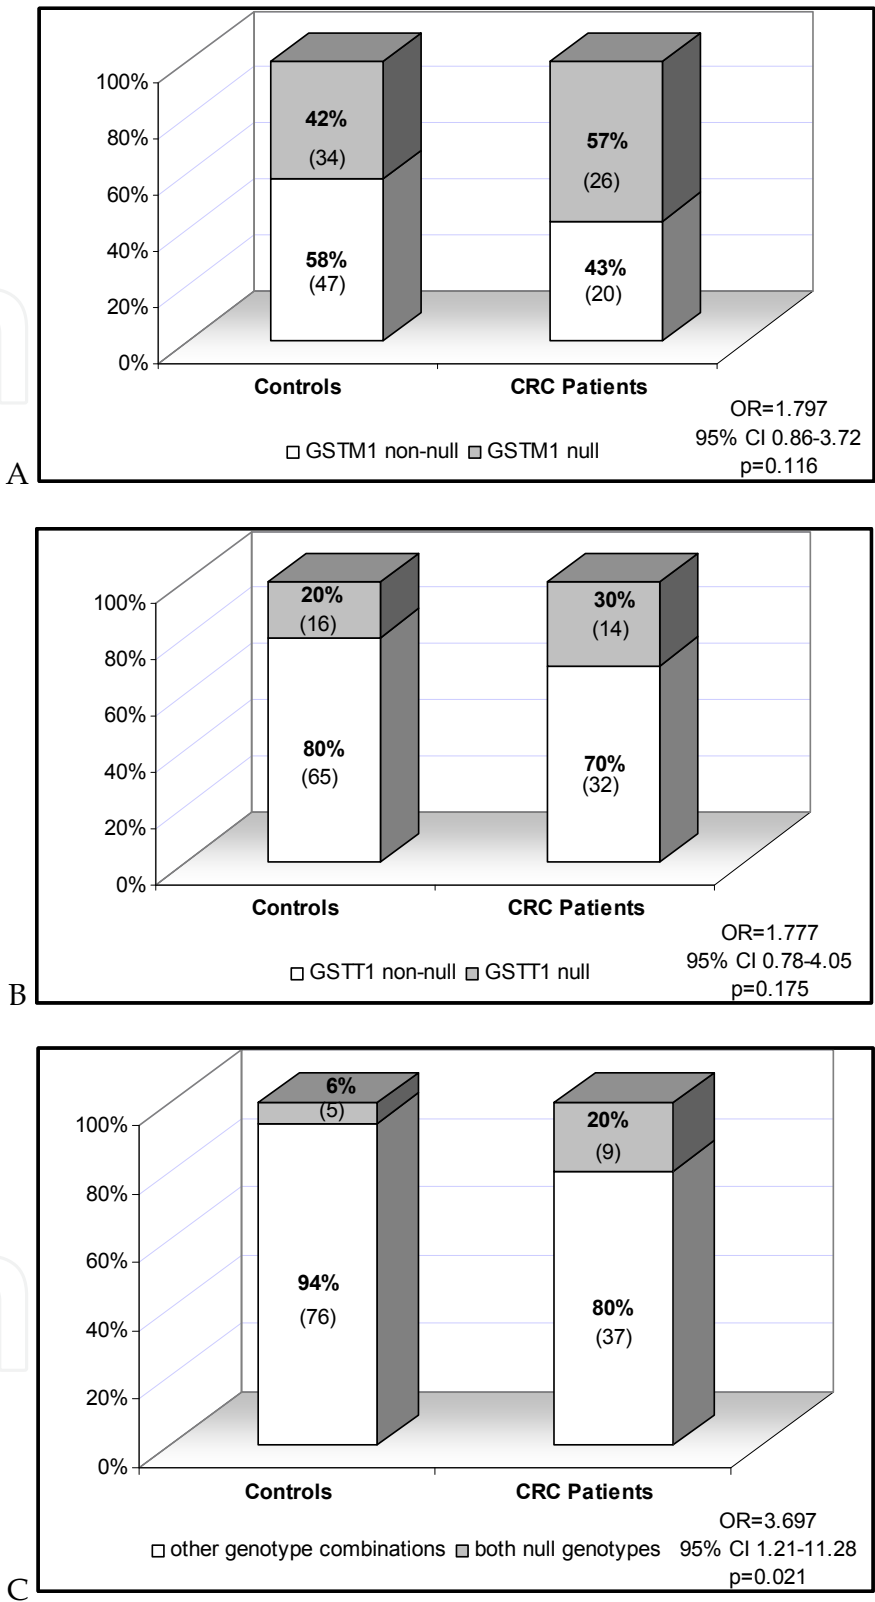 100%
80%
60%
40%
20%
0%
42%
(34)
57%
(26)
58%
(47)
43%
(20)
Controls CRC Patients
OR=1.797
95% CI 0.86-3.72
p=0.116
GSTM1 non-null GSTM1 null
A
100%
80%
60%
40%
20%
0%
20%
(16)
30%
(14)
80%
(65)
70%
(32)
Controls CRC Patients
OR=1.777
95% CI 0.78-4.05
p=0.175
GSTT1 non-null GSTT1 null
B
100%
80%
60%
40%
20%
0%
6%
(5)
20%
(9)
94%
(76)
80%
(37)
Controls CRC Patients
OR=3.697
95% CI 1.21-11.28
p=0.021
other genotype combinations both null genotypes
C